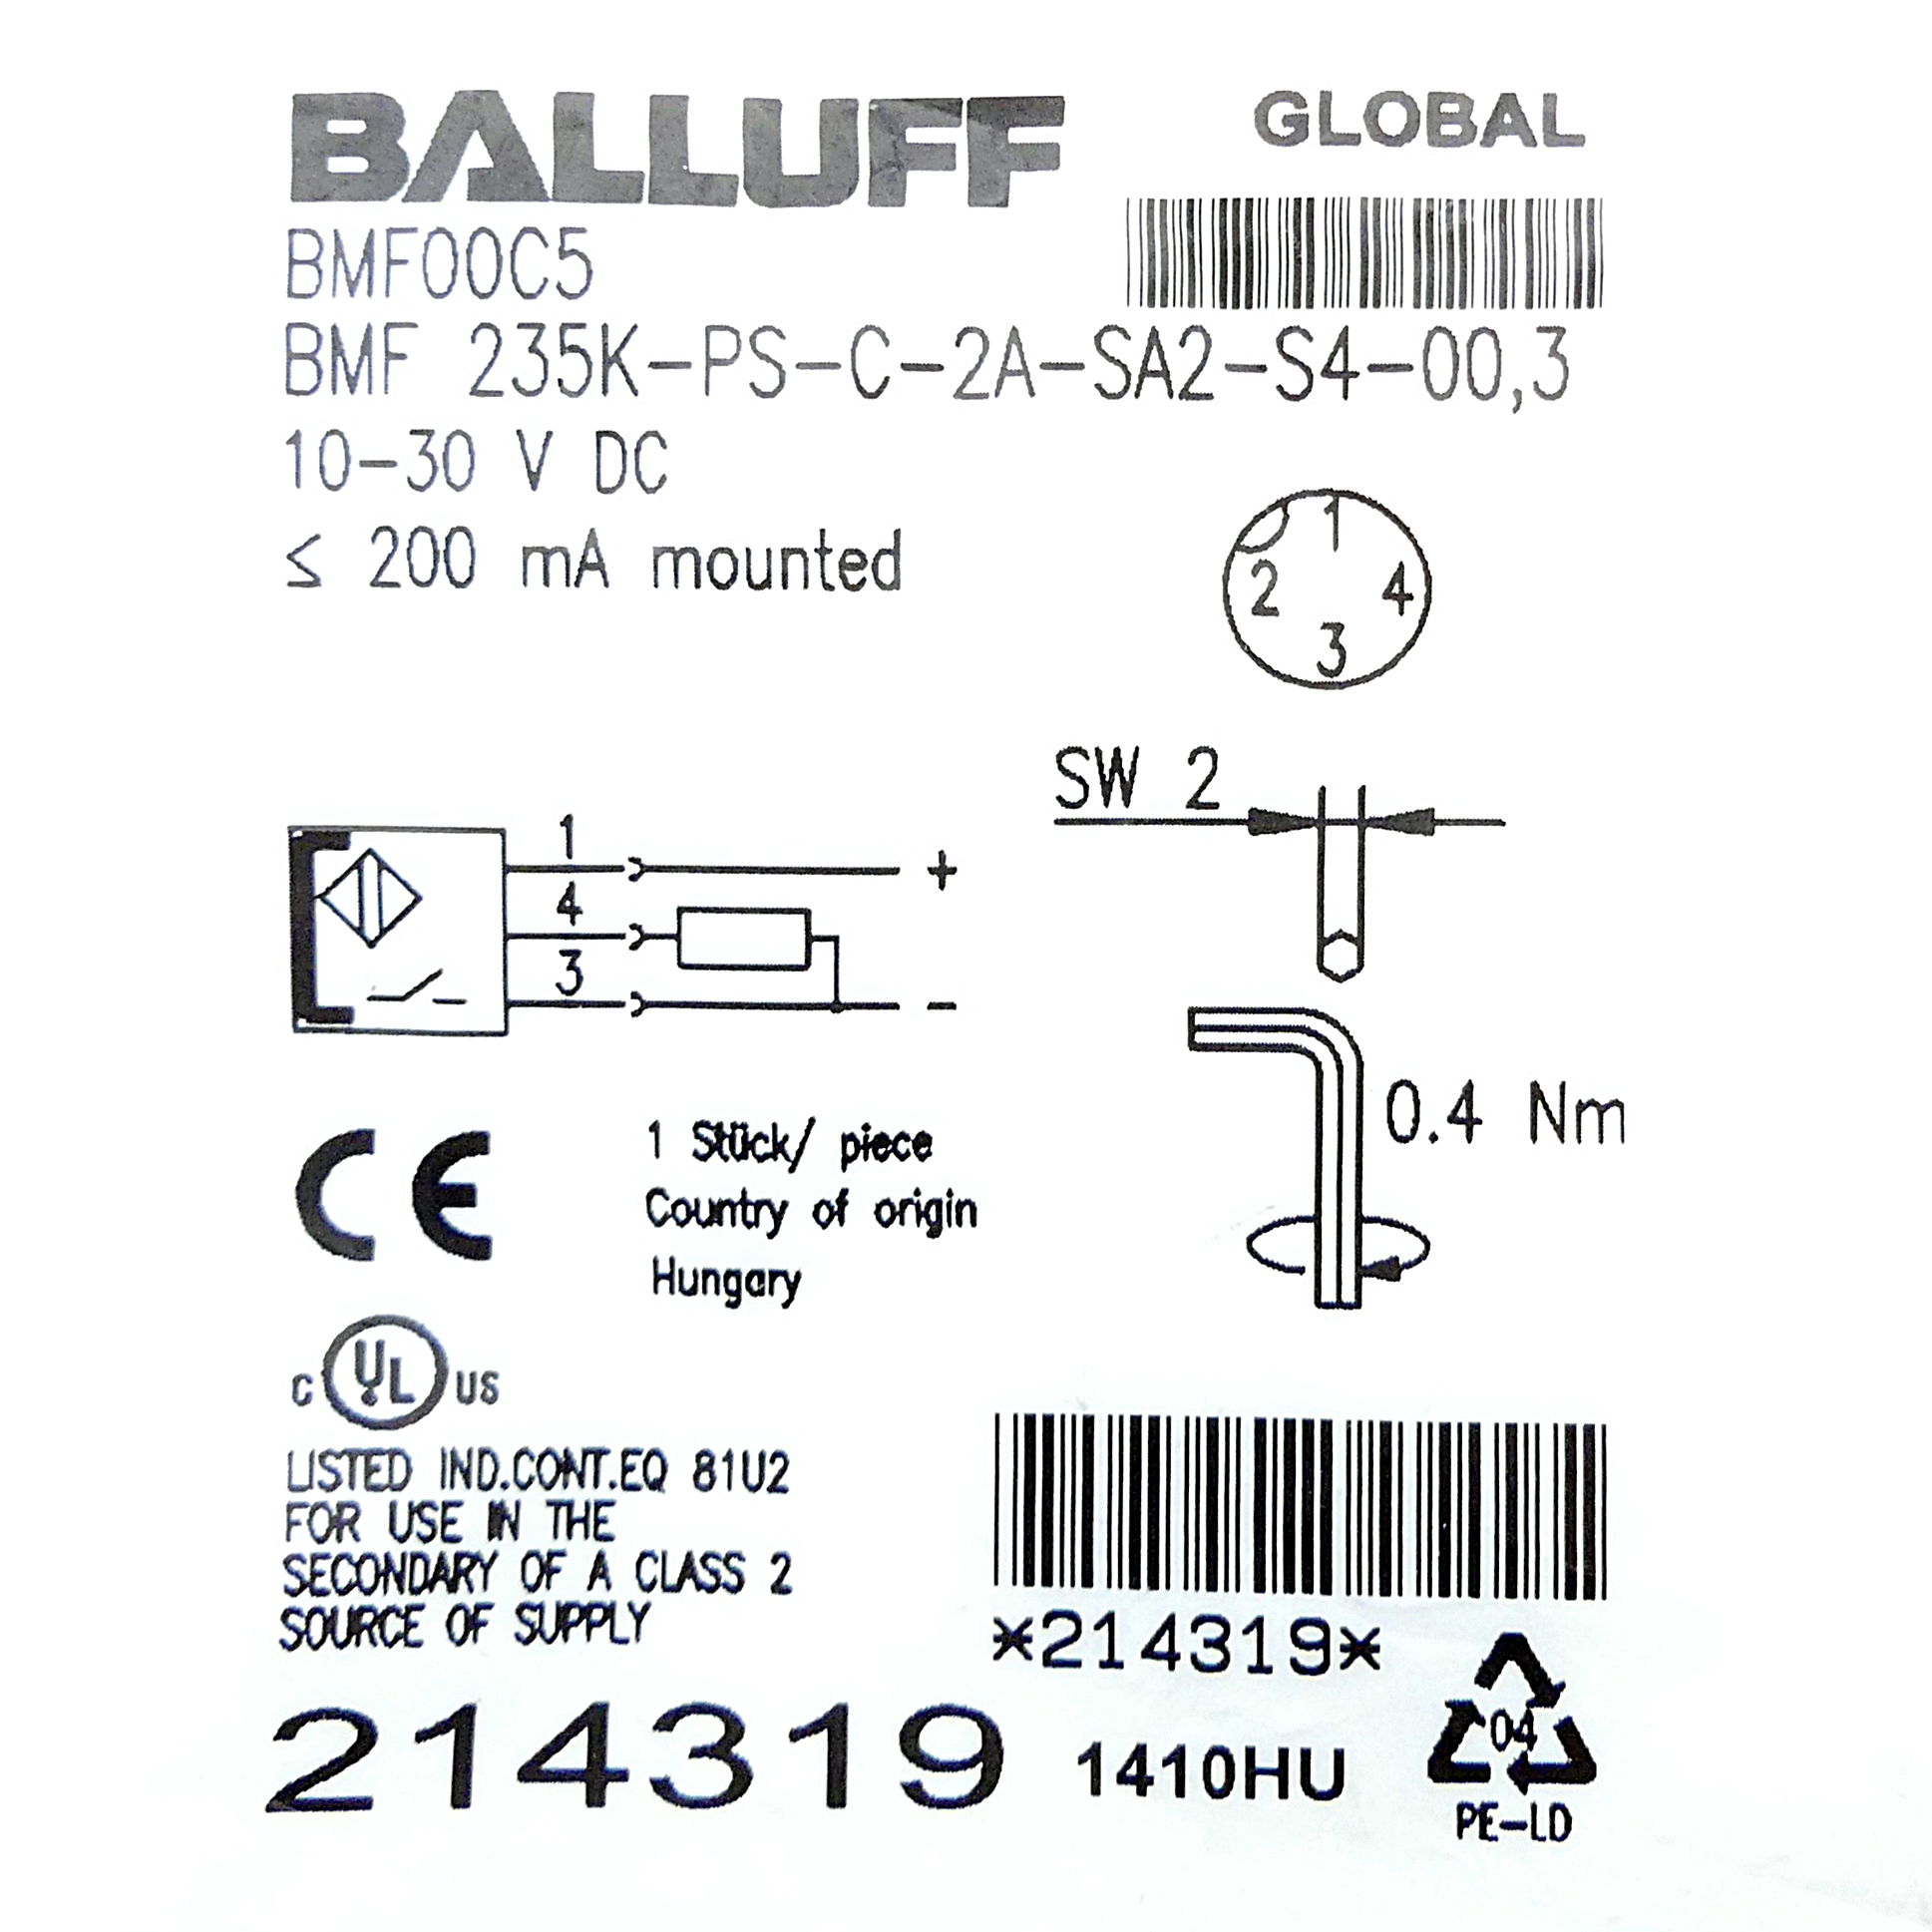 BALLUFF
GLOBAL
BMF00C5
BMF 235K-PS-C-2A-SA2-S4-00,3
10-30 V DC
≤ 200 mA mounted
1
2 4
3
SW 2
1
+
4
3
-
0.4 Nm
CE
1 Stück/ piece
Country of origin
Hungary
c UL us
LISTED IND.CONT.EQ 81U2
FOR USE IN THE
SECONDARY OF A CLASS 2
SOURCE OF SUPPLY
*214319*
214319
1410HU
04
PE-LD